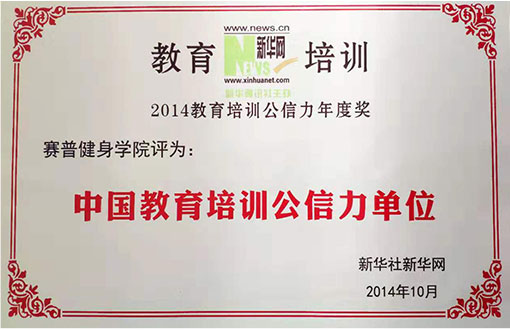 www.news.cn
教育 NEWS 新华网 培训
www.xinhuanet.com
新华通讯社主办
2014教育培训公信力年度奖
赛普健身学院评为：
中国教育培训公信力单位
新华社新华网
2014年10月